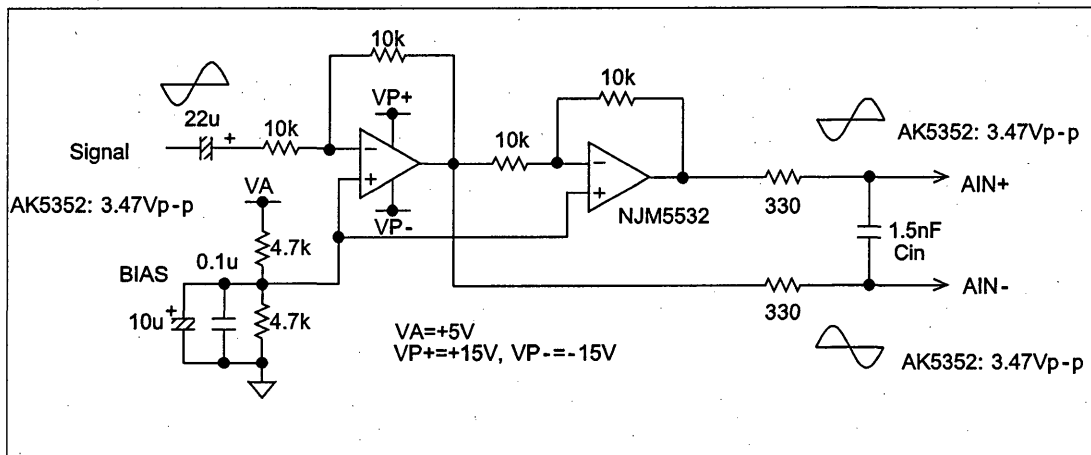 10k
10k
VP+
22u
10k
10k
AK5352: 3.47Vp-p
Signal
−
+
−
+
AIN+
VA
NJM5532
330
AK5352: 3.47Vp-p
VP-
1.5nF
Cin
4.7k
0.1u
BIAS
AIN-
10u
+
4.7k
330
VA=+5V
VP+=+15V, VP-=-15V
AK5352: 3.47Vp-p
+